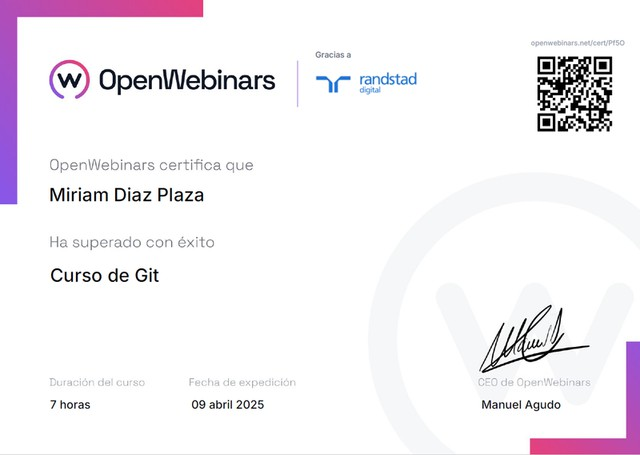 openwebinars.net/cert/Pf5O
Gracias a
OpenWebinars
randstad
digital
OpenWebinars certifica que
Miriam Diaz Plaza
Ha superado con éxito
Curso de Git
Duración del curso
Fecha de expedición
CEO de OpenWebinars
7 horas
09 abril 2025
Manuel Agudo